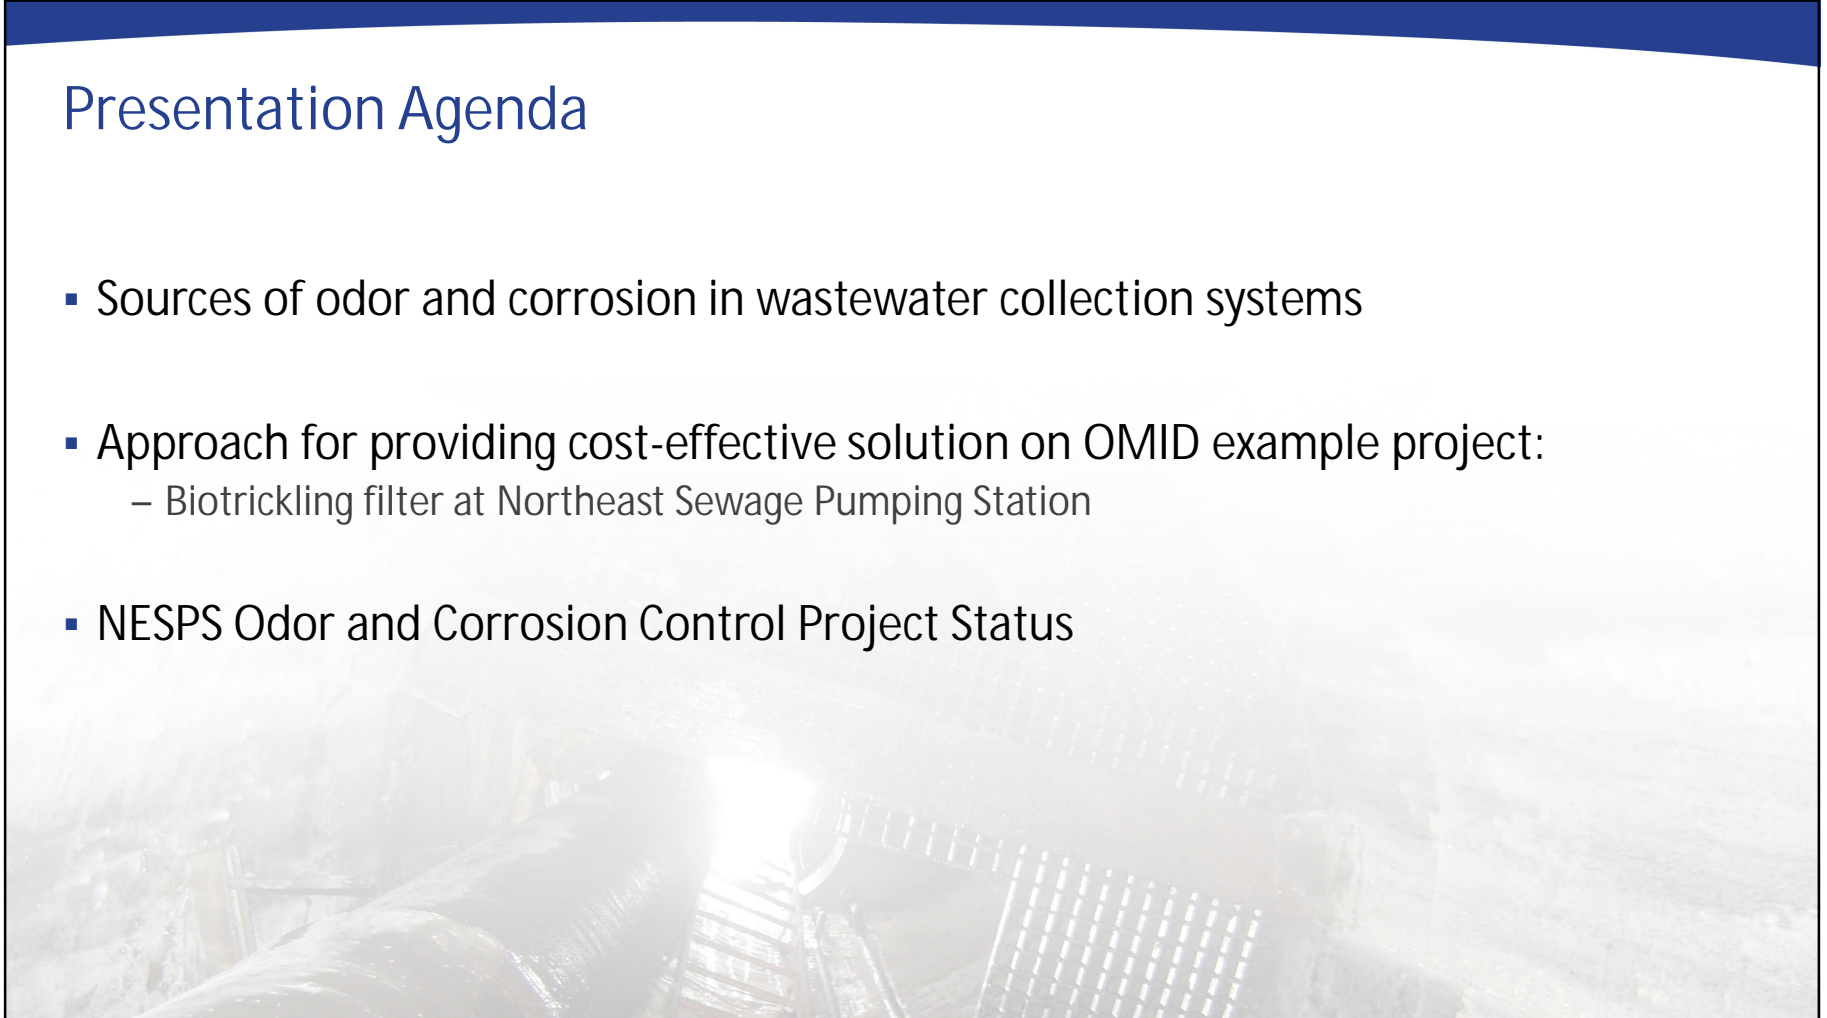 Presentation Agenda
▪ Sources of odor and corrosion in wastewater collection systems
▪ Approach for providing cost-effective solution on OMID example project:
– Biotrickling filter at Northeast Sewage Pumping Station
▪ NESPS Odor and Corrosion Control Project Status